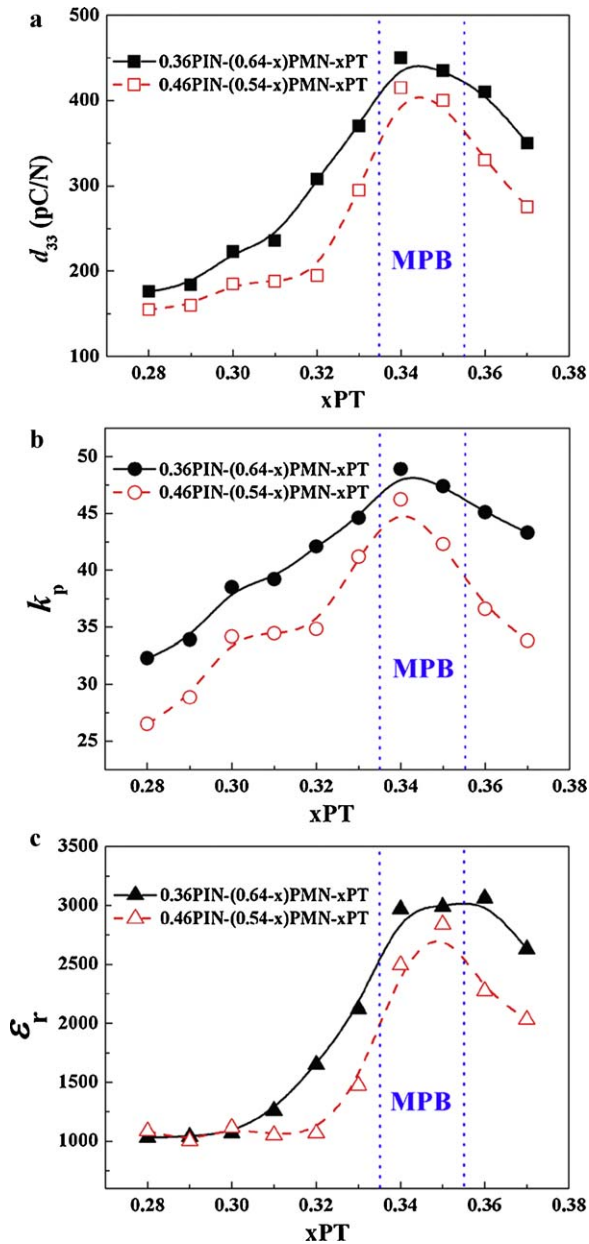 a
500
400
300
200
100
d33 (pC/N)
0.36PIN-(0.64-x)PMN-xPT
0.46PIN-(0.54-x)PMN-xPT
MPB
0.28 0.30 0.32 0.34 0.36 0.38
xPT
b
50
45
40
35
30
25
kp
0.36PIN-(0.64-x)PMN-xPT
0.46PIN-(0.54-x)PMN-xPT
MPB
0.28 0.30 0.32 0.34 0.36 0.38
xPT
c
3500
3000
2500
2000
1500
1000
εr
0.36PIN-(0.64-x)PMN-xPT
0.46PIN-(0.54-x)PMN-xPT
MPB
0.28 0.30 0.32 0.34 0.36 0.38
xPT